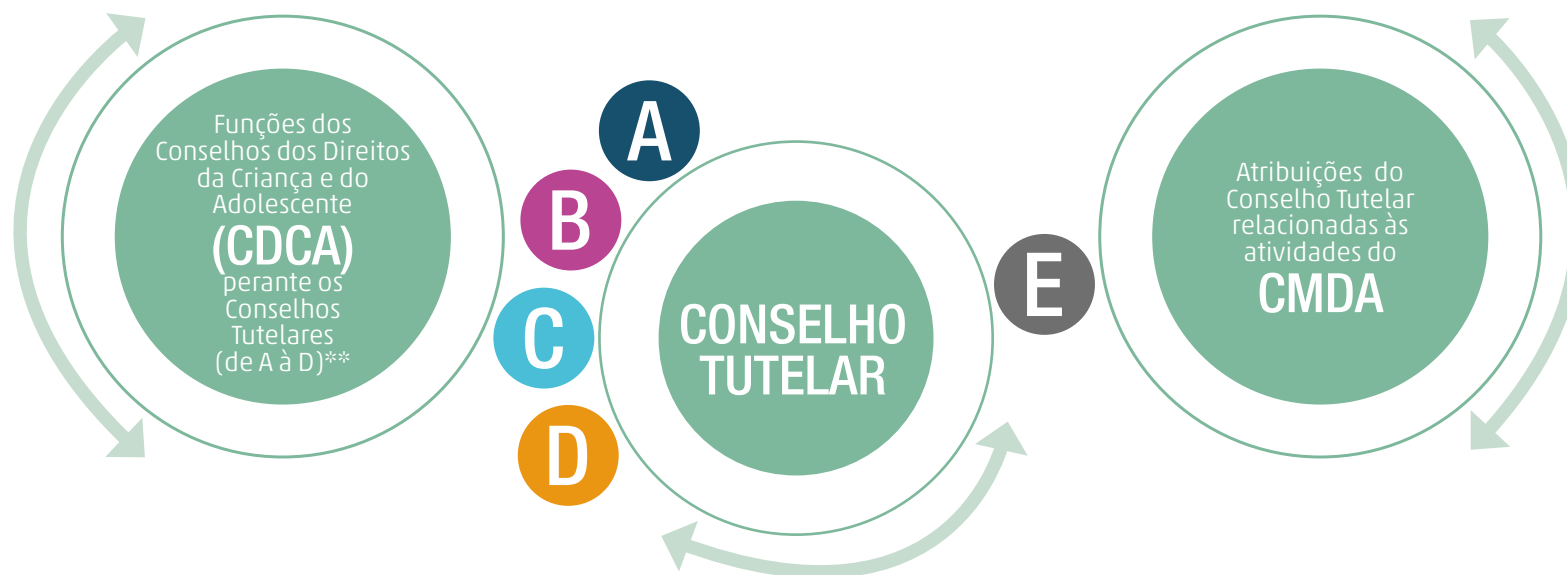 Funções dos
Conselhos dos Direitos
da Criança e do
Adolescente
(CDCA)
perante os
Conselhos
Tutelares
(de A à D)**
A
B
C
D
CONSELHO
TUTELAR
E
Atribuições do
Conselho Tutelar
relacionadas às
atividades do
CMDA